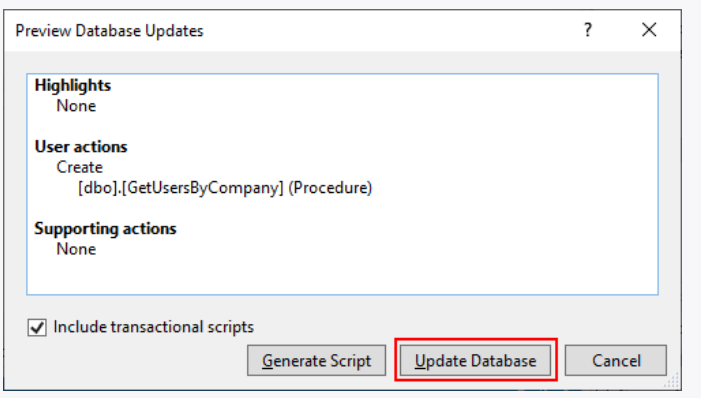 Preview Database Updates
?
Highlights
None
User actions
Create
[dbo].[GetUsersByCompany] (Procedure)
Supporting actions
None
Include transactional scripts
Generate Script Update Database Cancel